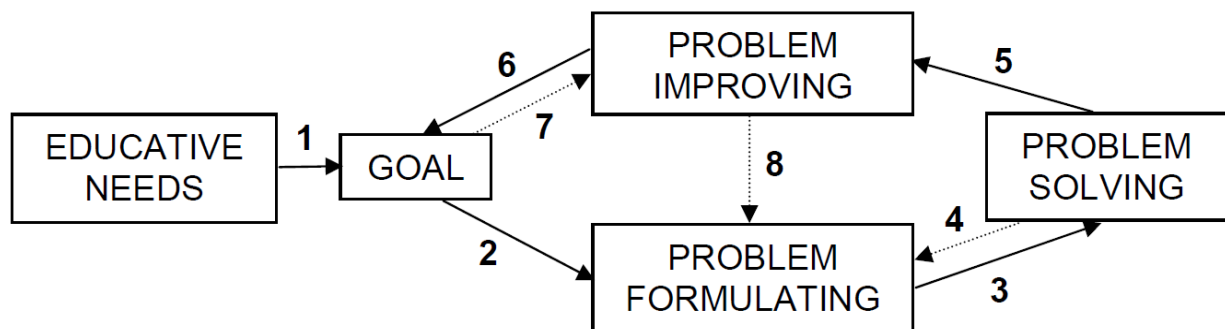 PROBLEM
IMPROVING
6
5
7
1
EDUCATIVE
NEEDS
GOAL
8
PROBLEM
SOLVING
2
4
3
PROBLEM
FORMULATING